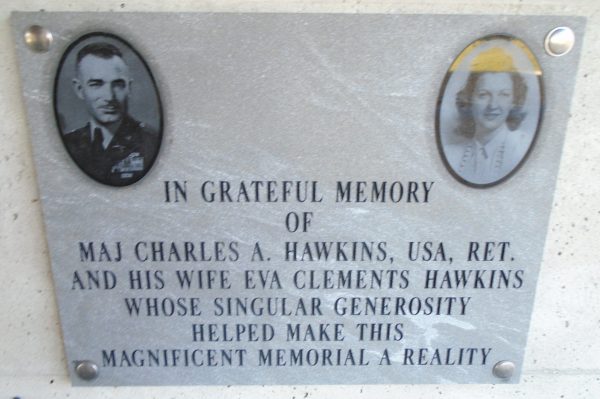 IN GRATEFUL MEMORY
OF
MAJ CHARLES A. HAWKINS, USA, RET.
AND HIS WIFE EVA CLEMENTS HAWKINS
WHOSE SINGULAR GENEROSITY
HELPED MAKE THIS
MAGNIFICENT MEMORIAL A REALITY